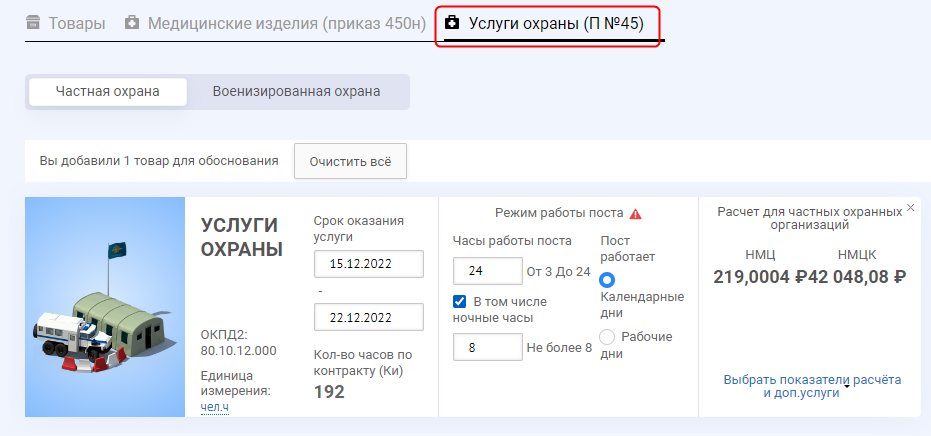 Товары
Медицинские изделия (приказ 450н)
Услуги охраны (П №45)
Частная охрана
Военизированная охрана
Вы добавили 1 товар для обоснования
Очистить всё
УСЛУГИ
ОХРАНЫ
ОКПД2:
80.10.12.000
Единица
измерения:
чел.ч
Срок оказания
услуги
15.12.2022
-
22.12.2022
Кол-во часов по
контракту (Ки)
192
Режим работы поста
Часы работы поста
24 От 3 До 24
В том числе
ночные часы
8 Не более 8
Пост
работает
Календарные
дни
Рабочие
дни
Расчет для частных охранных
организаций
НМЦ НМЦК
219,0004 ₽ 42 048,08 ₽
Выбрать показатели расчёта
и доп.услуги